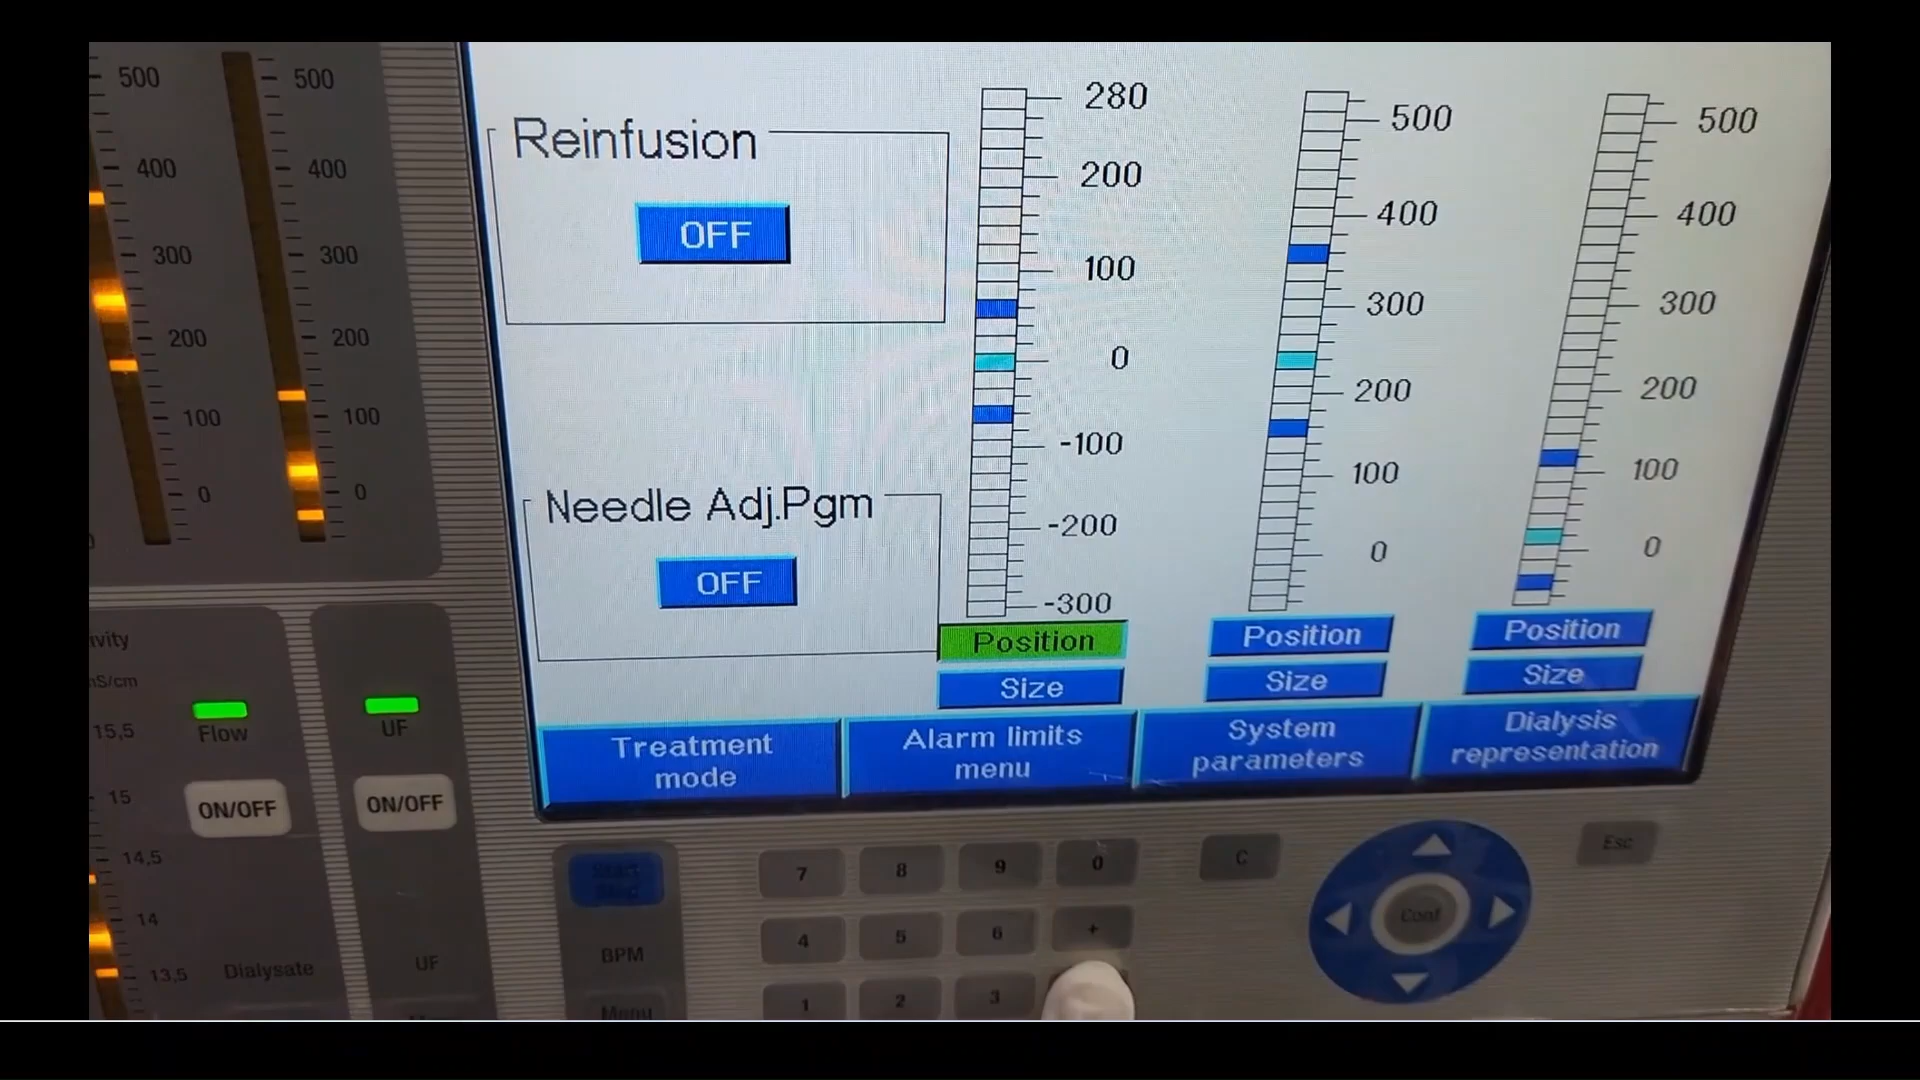 500
500
400
400
300
300
200
200
100
100
0
0
Reinfusion
OFF
Needle Adj.Pgm
OFF
280
200
100
0
-100
-200
-300
500
400
300
200
100
0
500
400
300
200
100
0
Position
Position
Position
Size
Size
Size
Treatment
mode
Alarm limits
menu
System
parameters
Dialysis
representation
15,5
15
14,5
14
13,5
Flow
ON/OFF
Dialysate
UF
ON/OFF
UF
BPM
Menu
7 8 9 0
4 5 6 +
1 2 3
C
Conf
Esc